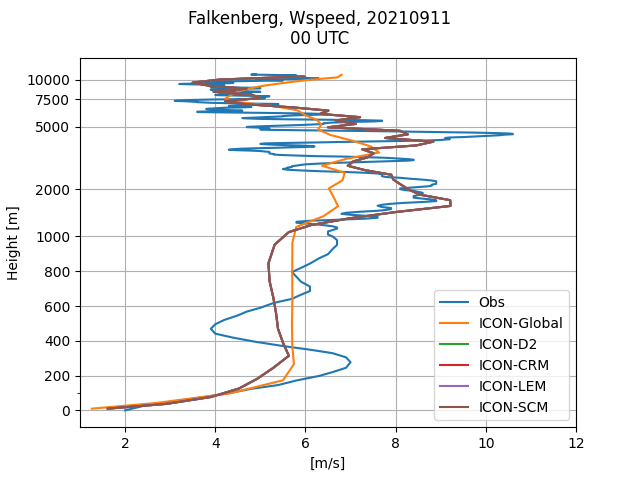 Falkenberg, Wspeed, 20210911
00 UTC
10000
7500
5000
2000
1000
800
600
400
200
0
Height [m]
Obs
ICON-Global
ICON-D2
ICON-CRM
ICON-LEM
ICON-SCM
2 4 6 8 10 12
[m/s]